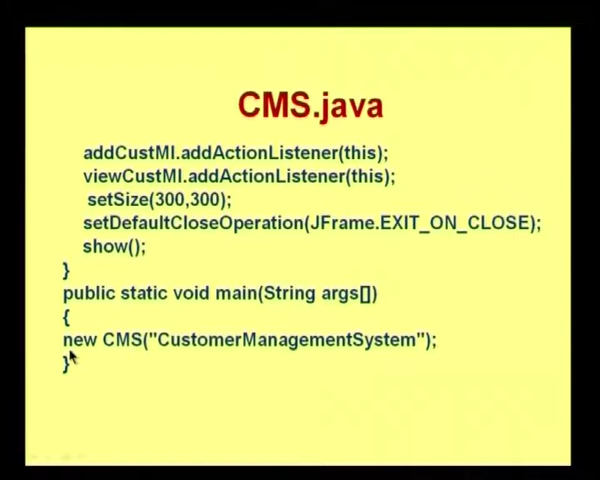 CMS.java
addCustMI.addActionListener(this);
viewCustMI.addActionListener(this);
setSize(300,300);
setDefaultCloseOperation(JFrame.EXIT_ON_CLOSE);
show();
}
public static void main(String args[])
{
new CMS("CustomerManagementSystem");
}